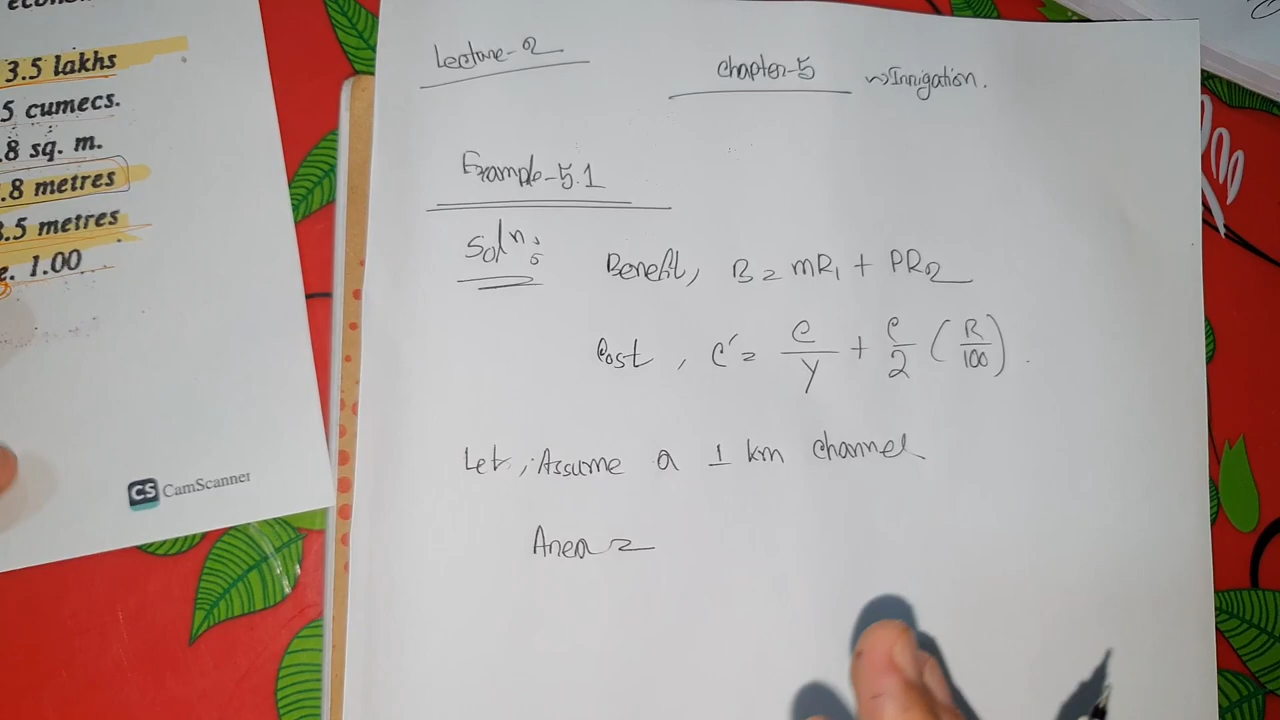 3.5 lakhs
5 cumecs.
.8 sq. m.
.8 metres
3.5 metres
e. 1.00
CS CamScanner
Lecture-2
Chapter-5 ~> Irrigation.
Example-5.1
Soln:
Benefit, B = mR₁ + PR₂
Cost, C' = C/Y + C/2 (R/100).
Let, Assume a 1 km channel
Area =